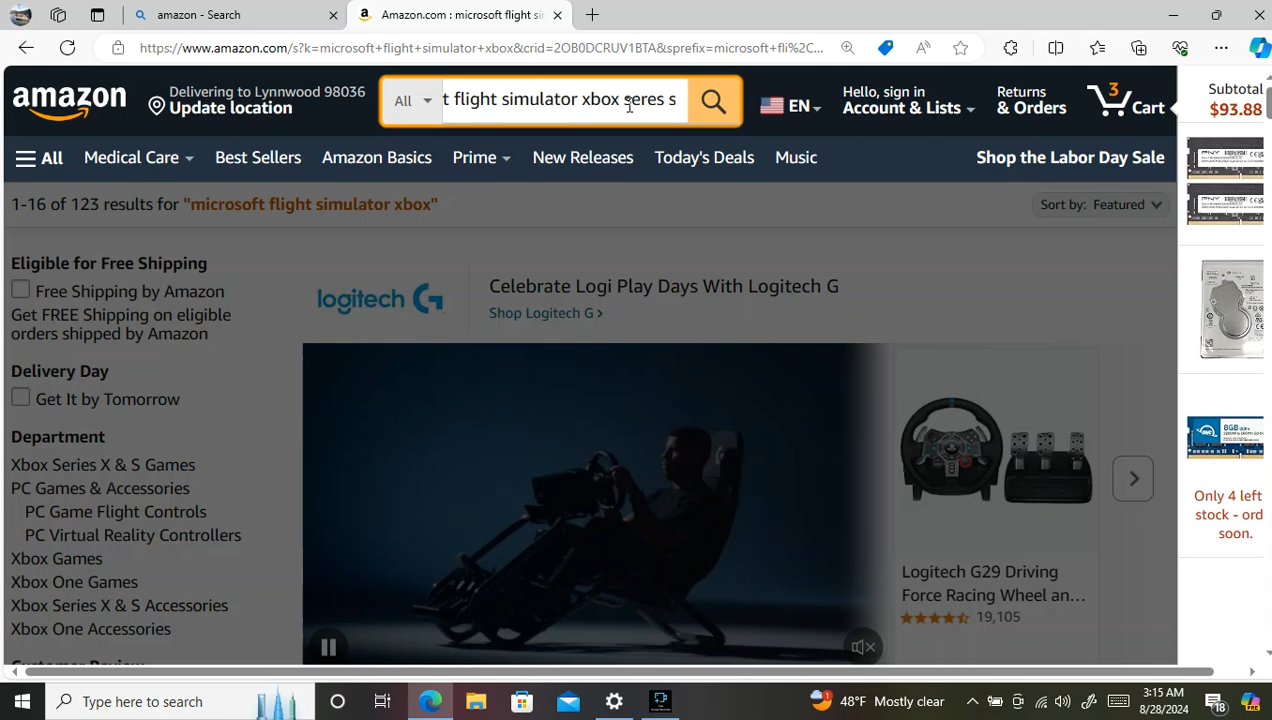 amazon - Search
Amazon.com : microsoft flight sir
https://www.amazon.com/s?k=microsoft+flight+simulator+xbox&crid=2OB0DCRUV1BTA&sprefix=microsoft+fli%2C...
amazon
Delivering to Lynnwood 98036
Update location
All
t flight simulator xbox seres s
EN
Hello, sign in
Account & Lists
Returns
& Orders
3
Cart
Subtotal
$93.88
All
Medical Care
Best Sellers
Amazon Basics
Prime
New Releases
Today's Deals
Music
Shop the Labor Day Sale
1-16 of 123 results for "microsoft flight simulator xbox"
Sort by: Featured
Eligible for Free Shipping
Free Shipping by Amazon
Get FREE Shipping on eligible
orders shipped by Amazon
Delivery Day
Get It by Tomorrow
Department
Xbox Series X & S Games
PC Games & Accessories
PC Game Flight Controls
PC Virtual Reality Controllers
Xbox Games
Xbox One Games
Xbox Series X & S Accessories
Xbox One Accessories
logitech G
Celebrate Logi Play Days With Logitech G
Shop Logitech G ›
Logitech G29 Driving
Force Racing Wheel an...
19,105
PNY
PNY
8GB
Only 4 left
stock - ord
soon.
Type here to search
48°F Mostly clear
3:15 AM
8/28/2024
18